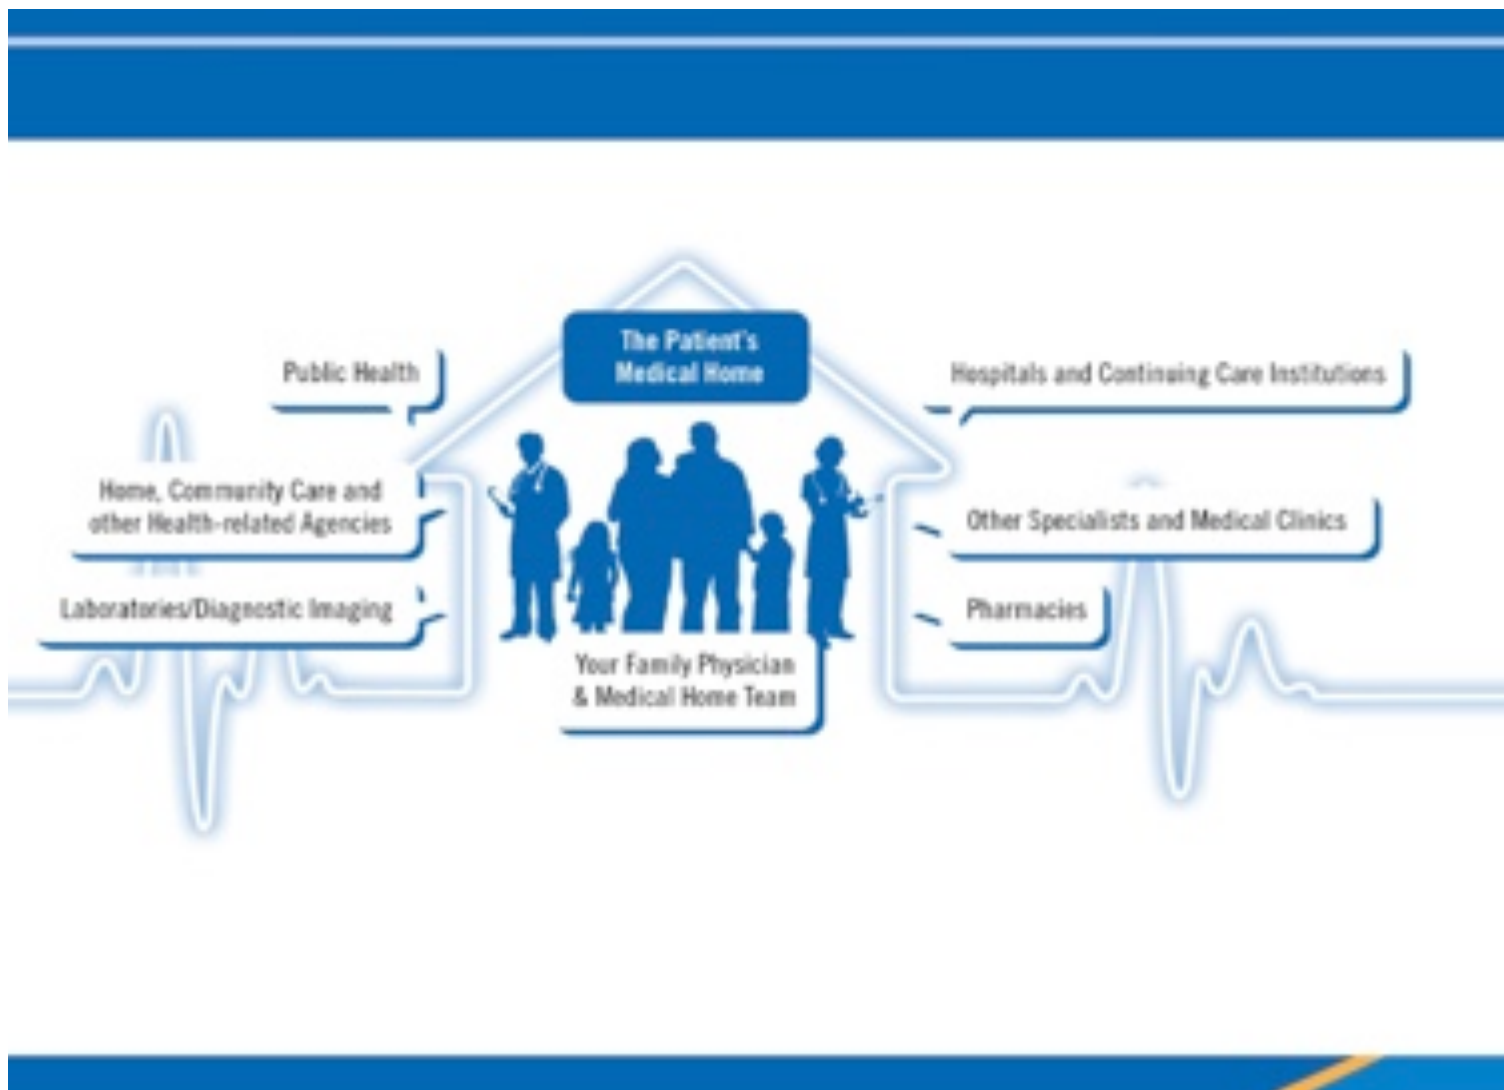 The Patient's
Medical Home
Public Health
Hospitals and Continuing Care Institutions
Home, Community Care and
other Health-related Agencies
Other Specialists and Medical Clinics
Laboratories/Diagnostic Imaging
Pharmacies
Your Family Physician
& Medical Home Team